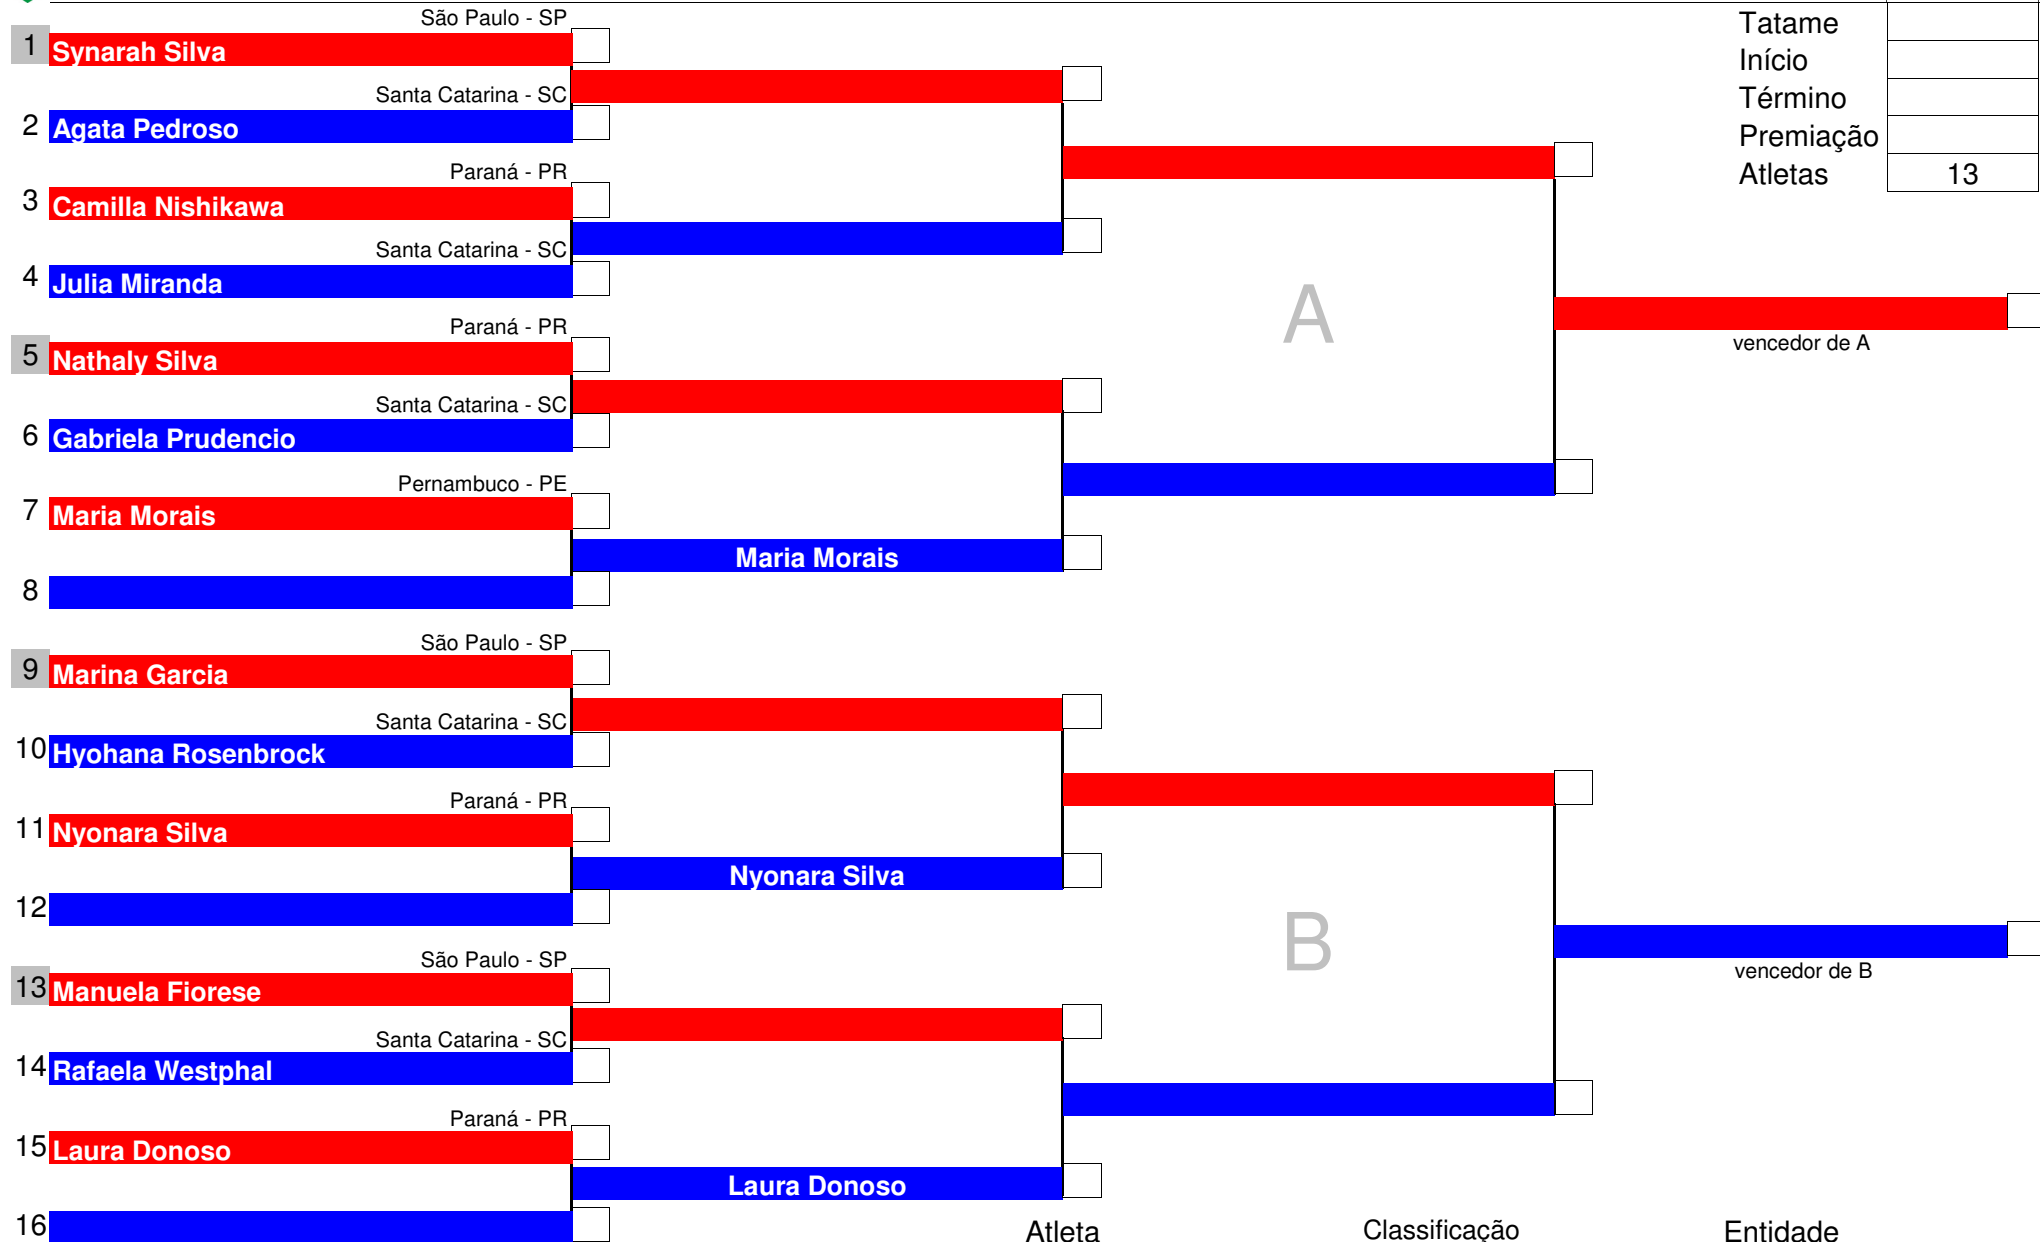 São Paulo - SP
1 Synarah Silva
Santa Catarina - SC
2 Agata Pedroso
Paraná - PR
3 Camilla Nishikawa
Santa Catarina - SC
4 Julia Miranda
Paraná - PR
5 Nathaly Silva
Santa Catarina - SC
6 Gabriela Prudencio
Pernambuco - PE
7 Maria Morais
Maria Morais
8
São Paulo - SP
9 Marina Garcia
Santa Catarina - SC
10 Hyohana Rosenbrock
Paraná - PR
11 Nyonara Silva
Nyonara Silva
12
São Paulo - SP
13 Manuela Fiorese
Santa Catarina - SC
14 Rafaela Westphal
Paraná - PR
15 Laura Donoso
Laura Donoso
16
A
vencedor de A
B
vencedor de B
Tatame
Início
Término
Premiação
Atletas 13
Atleta Classificação Entidade